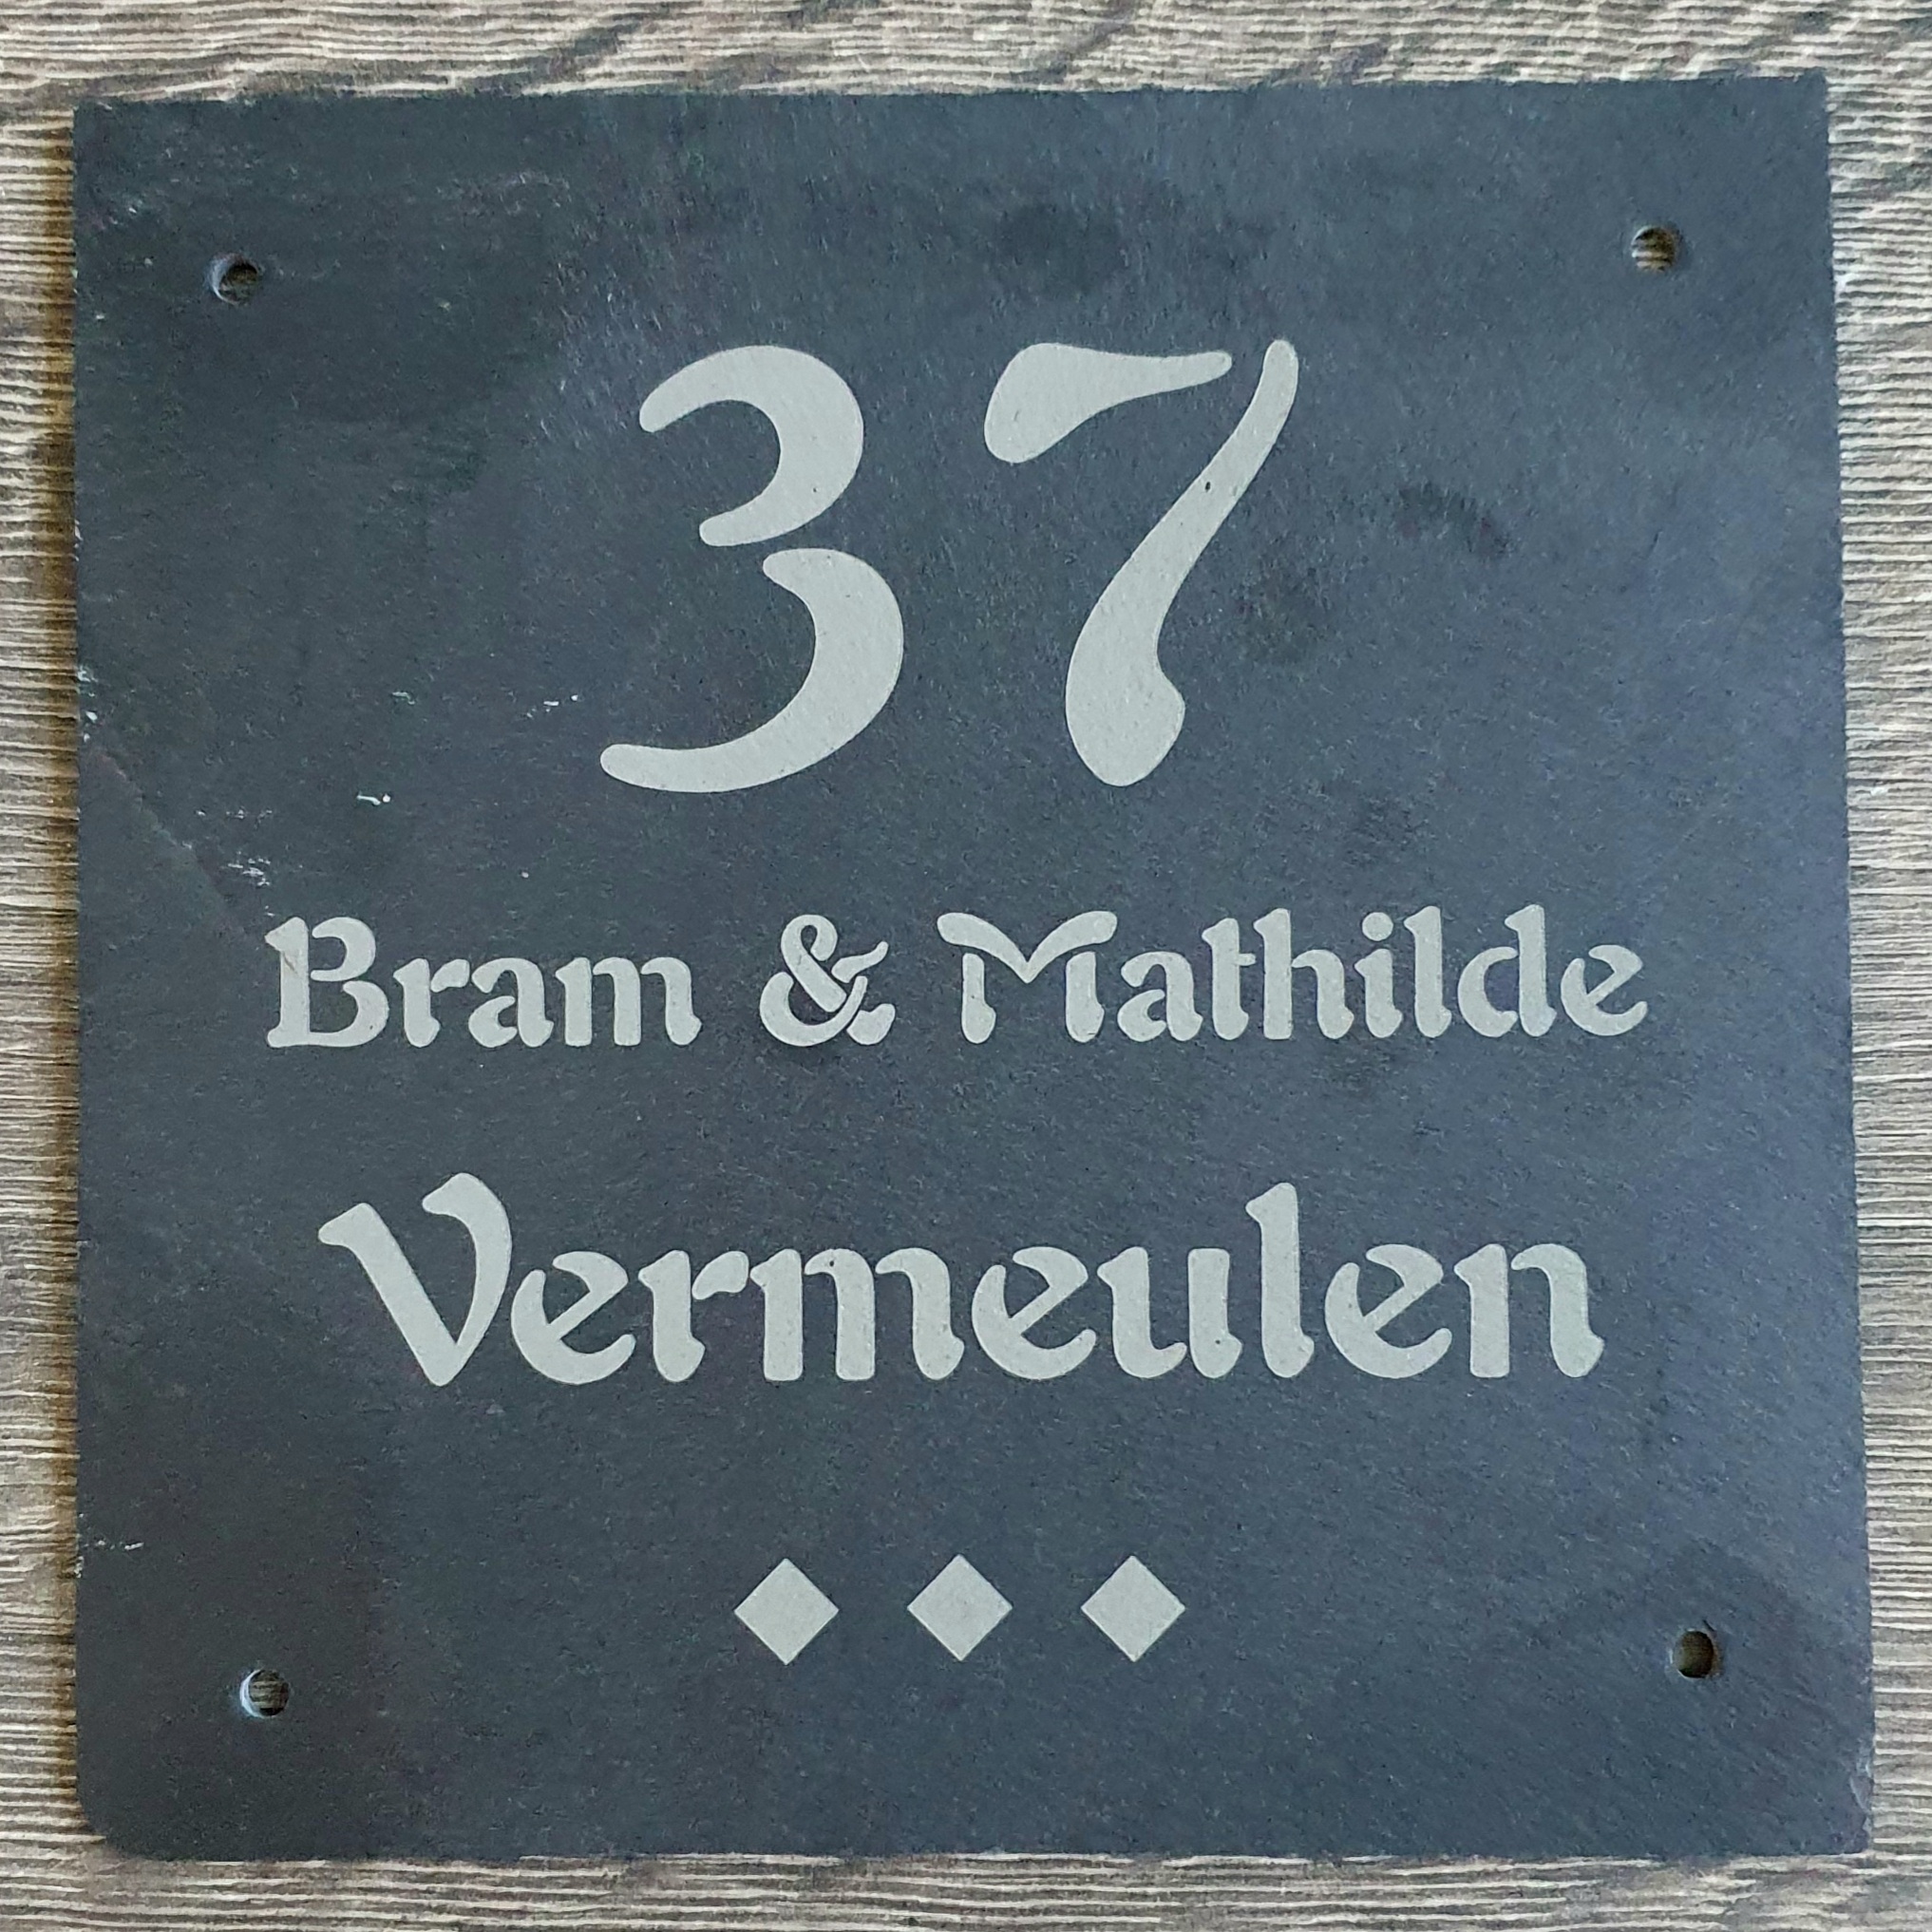 37
Bram & Mathilde
Vermeulen